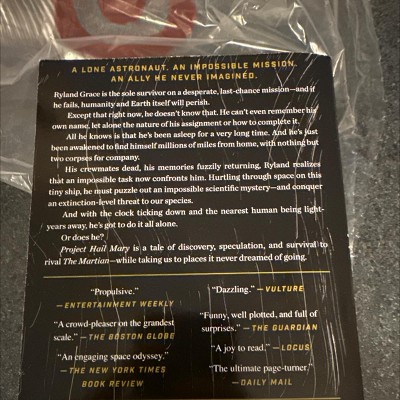 A LONE ASTRONAUT. AN IMPOSSIBLE MISSION.
AN ALLY HE NEVER IMAGINED.
Ryland Grace is the sole survivor on a desperate, last-chance mission—and if
he fails, humanity and Earth itself will perish.
Except that right now, he doesn't know that. He can't even remember his
own name, let alone the nature of his assignment or how to complete it.
All he knows is that he's been asleep for a very long time. And he's just
been awakened to find himself millions of miles from home, with nothing but
two corpses for company.
His crewmates dead, his memories fuzzily returning, Ryland realizes
that an impossible task now confronts him. Hurtling through space on this
tiny ship, he must puzzle out an impossible scientific mystery—and conquer
an extinction-level threat to our species.
And with the clock ticking down and the nearest human being light-
years away, he's got to do it all alone.
Or does he?
Project Hail Mary is a tale of discovery, speculation, and survival to
rival The Martian—while taking us to places it never dreamed of going.
"Propulsive."
—ENTERTAINMENT WEEKLY
"A crowd-pleaser on the grandest
scale." —THE BOSTON GLOBE
"An engaging space odyssey."
—THE NEW YORK TIMES
BOOK REVIEW
"Dazzling." —VULTURE
"Funny, well plotted, and full of
surprises." —THE GUARDIAN
"A joy to read." —LOCUS
"The ultimate page-turner."
—DAILY MAIL